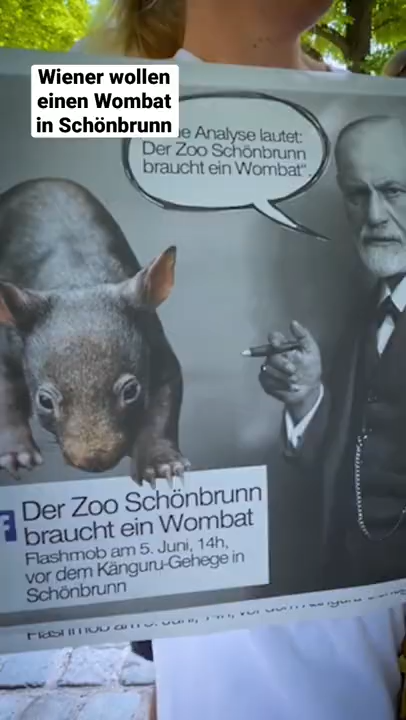 Wiener wollen
einen Wombat
in Schönbrunn
e Analyse lautet:
Der Zoo Schönbrunn
braucht ein Wombat".
f
Der Zoo Schönbrunn
braucht ein Wombat
Flashmob am 5. Juni, 14h,
vor dem Känguru-Gehege in
Schönbrunn